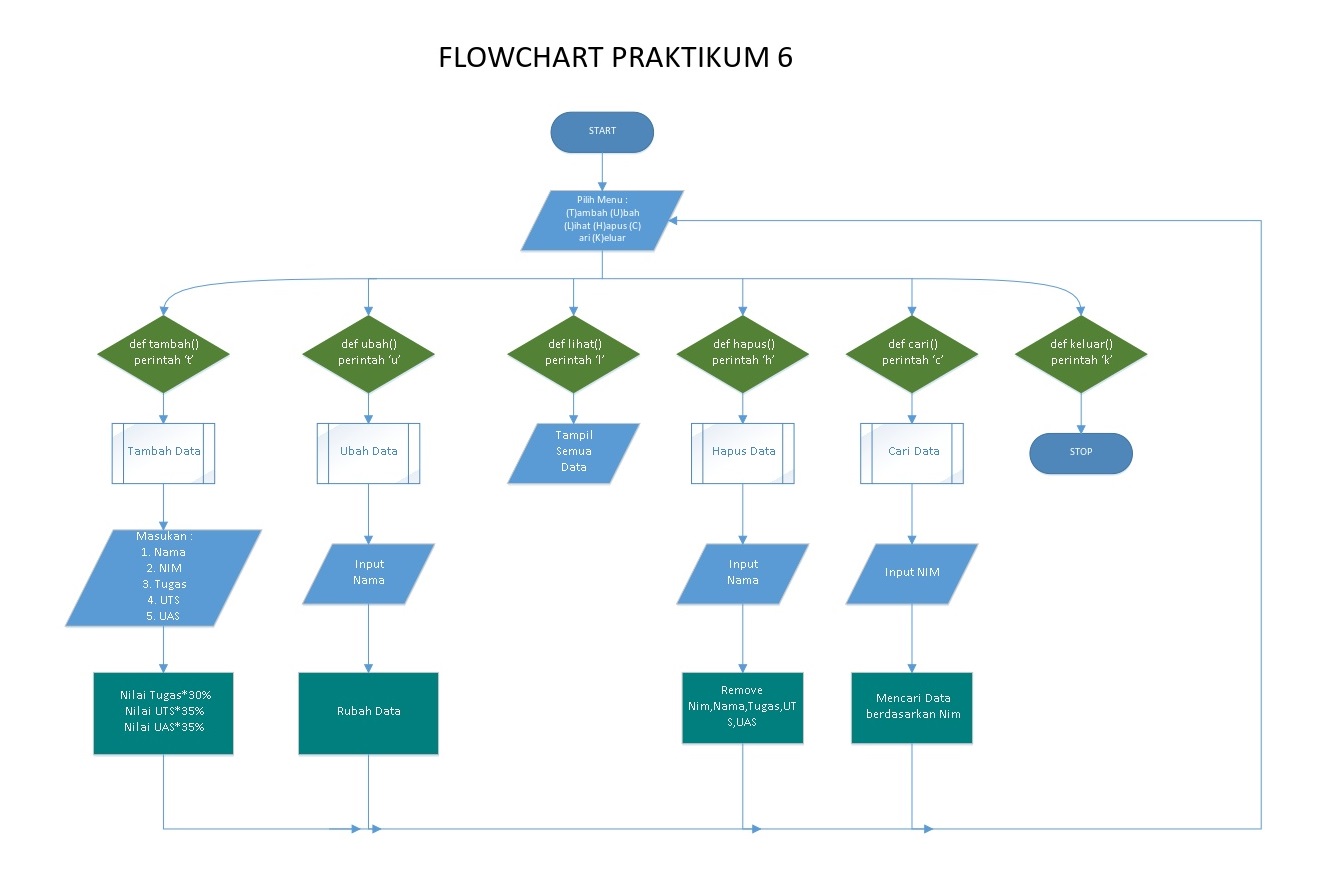 FLOWCHART PRAKTIKUM 6
START
Pilih Menu :
(T)ambah (U)bah
(L)ihat (H)apus (C)
ari (K)eluar
def tambah()
perintah ‘t’
def ubah()
perintah ‘u’
def lihat()
perintah ‘l’
def hapus()
perintah ‘h’
def cari()
perintah ‘c’
def keluar()
perintah ‘k’
Tambah Data
Ubah Data
Tampil
Semua
Data
Hapus Data
Cari Data
STOP
Masukan :
1. Nama
2. NIM
3. Tugas
4. UTS
5. UAS
Input
Nama
Input
Nama
Input NIM
Nilai Tugas*30%
Nilai UTS*35%
Nilai UAS*35%
Rubah Data
Remove
Nim,Nama,Tugas,UT
S,UAS
Mencari Data
berdasarkan Nim